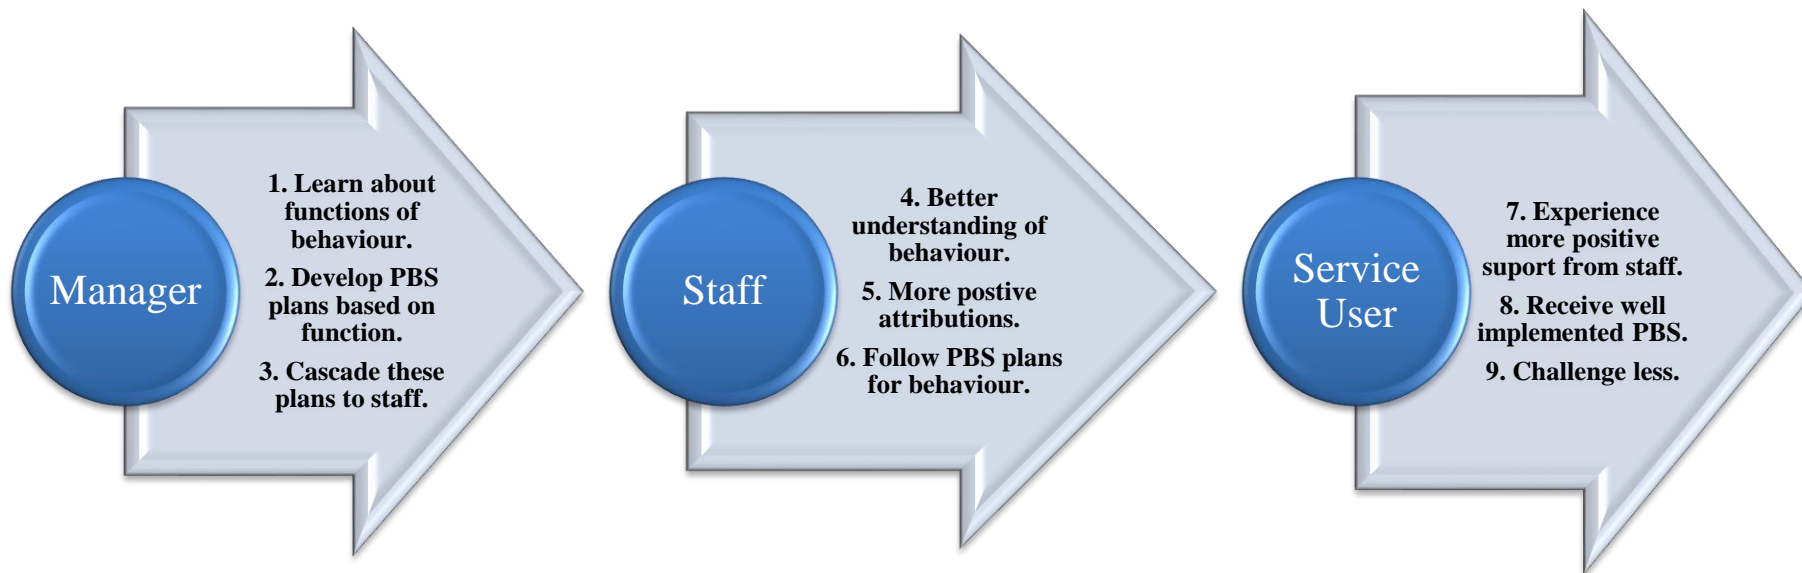 Manager
1. Learn about
functions of
behaviour.
2. Develop PBS
plans based on
function.
3. Cascade these
plans to staff.
Staff
4. Better
understanding of
behaviour.
5. More postive
attributions.
6. Follow PBS plans
for behaviour.
Service
User
7. Experience
more positive
suport from staff.
8. Receive well
implemented PBS.
9. Challenge less.